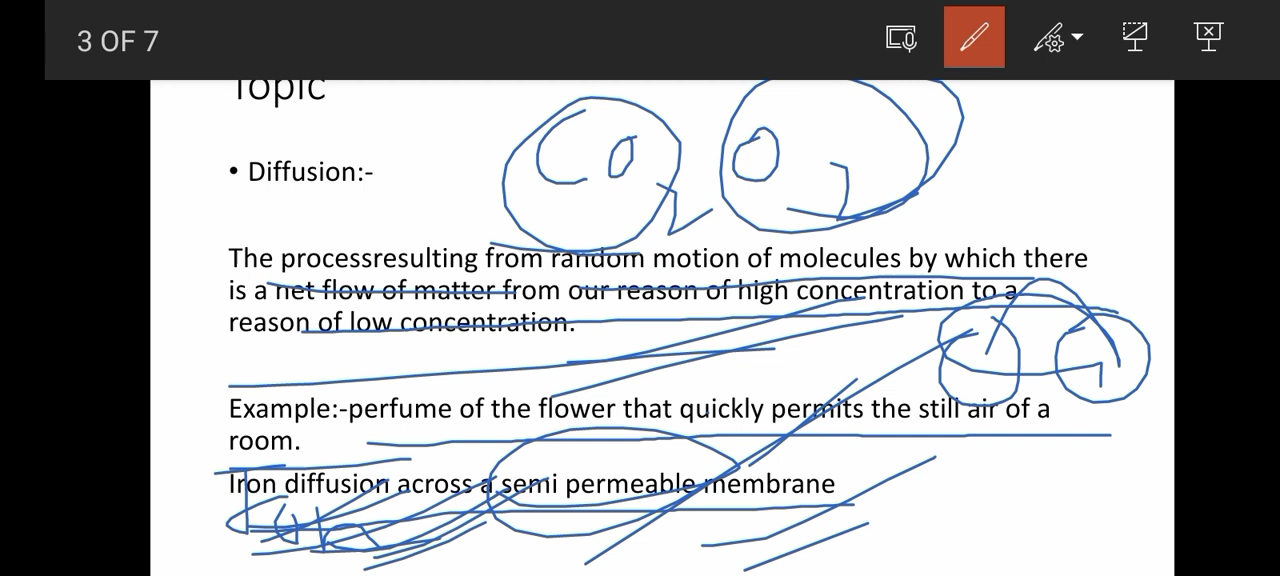 3 OF 7
Topic
CO2 O2
• Diffusion:-
The processresulting from random motion of molecules by which there
is a net flow of matter from our reason of high concentration to a
reason of low concentration.
Example:-perfume of the flower that quickly permits the still air of a
room.
Iron diffusion across a semi permeable membrane